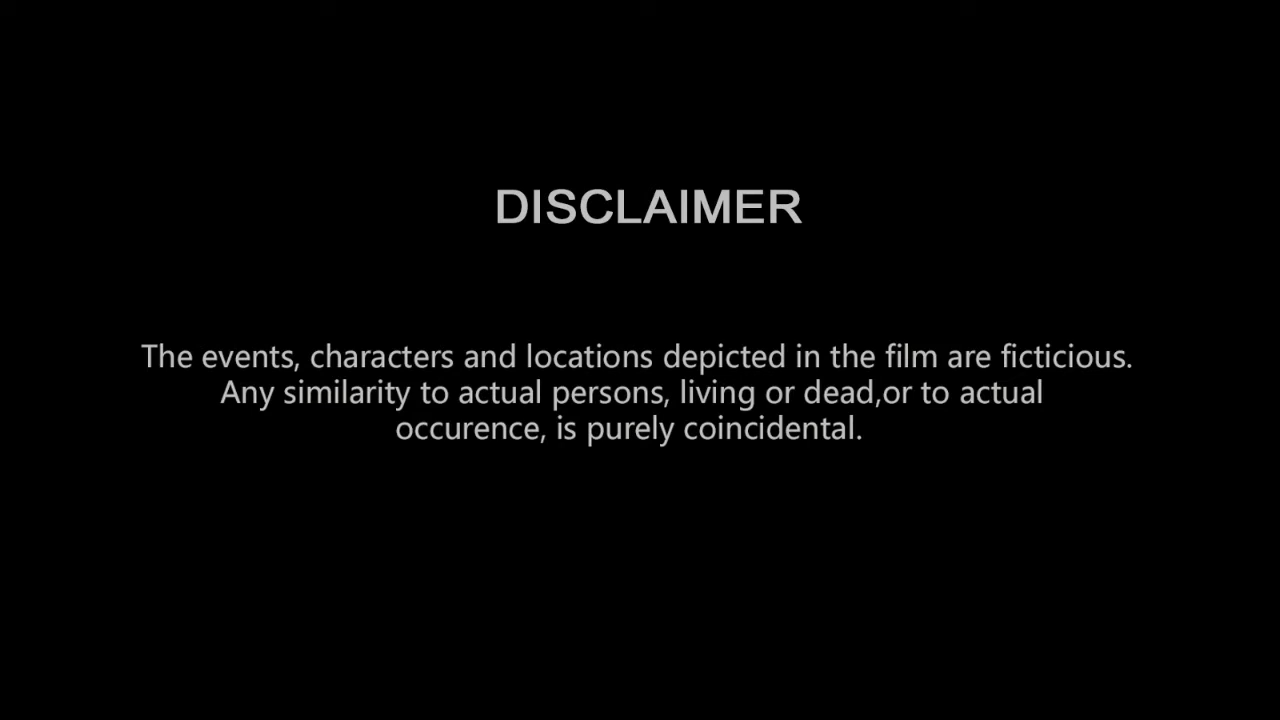 DISCLAIMER
The events, characters and locations depicted in the film are ficticious.
Any similarity to actual persons, living or dead,or to actual
occurence, is purely coincidental.